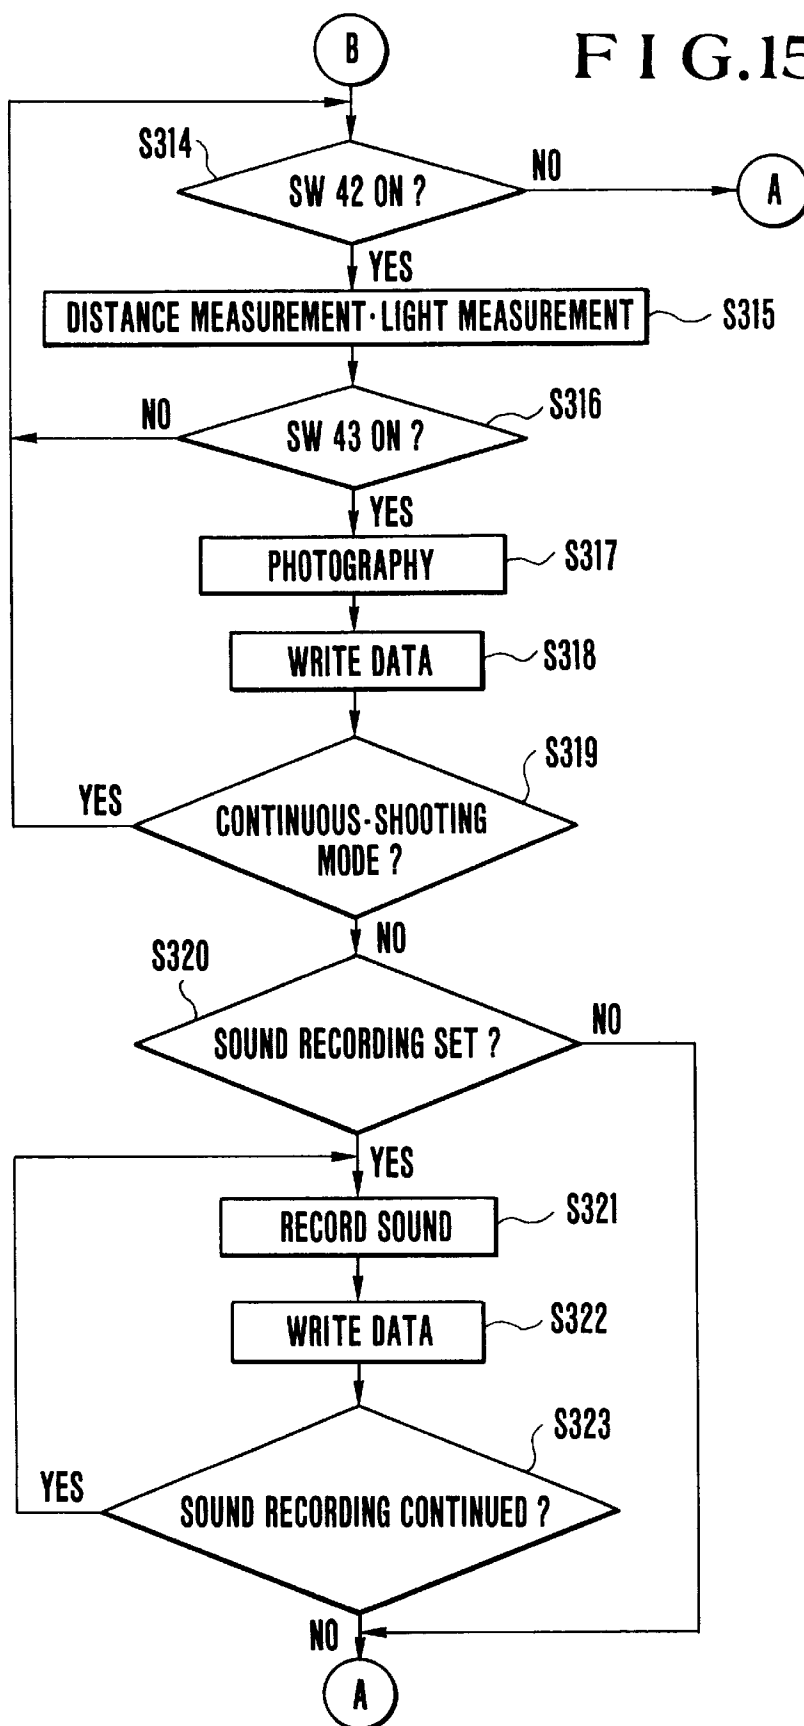 B
FIG.15
S314
SW 42 ON ?
NO
A
YES
DISTANCE MEASUREMENT·LIGHT MEASUREMENT
S315
NO
SW 43 ON ?
S316
YES
PHOTOGRAPHY
S317
WRITE DATA
S318
S319
YES
CONTINUOUS-SHOOTING
MODE ?
NO
S320
SOUND RECORDING SET ?
NO
YES
RECORD SOUND
S321
WRITE DATA
S322
S323
YES
SOUND RECORDING CONTINUED ?
NO
A